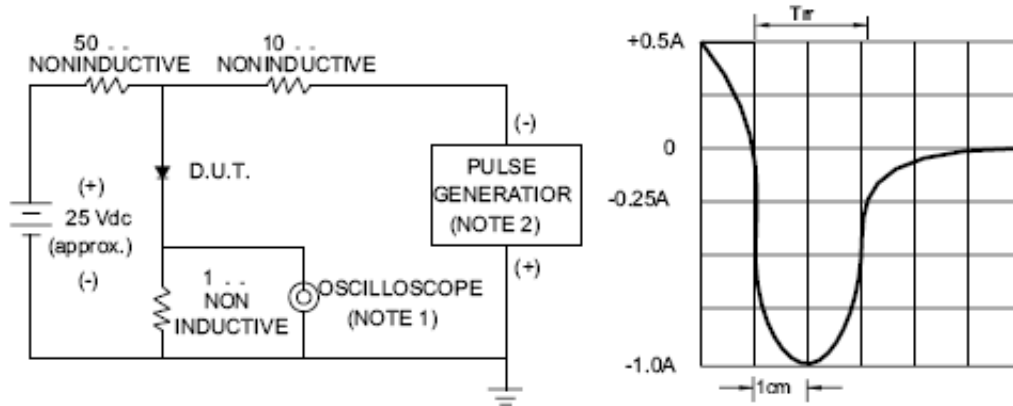 50 . .
NONINDUCTIVE
10 . .
NONINDUCTIVE
(+)
25 Vdc
(approx.)
(-)
D.U.T.
1 . .
NON
INDUCTIVE
OSCILLOSCOPE
(NOTE 1)
(-)
PULSE
GENERATIOR
(NOTE 2)
(+)
Trr
+0.5A
0
-0.25A
-1.0A
1cm